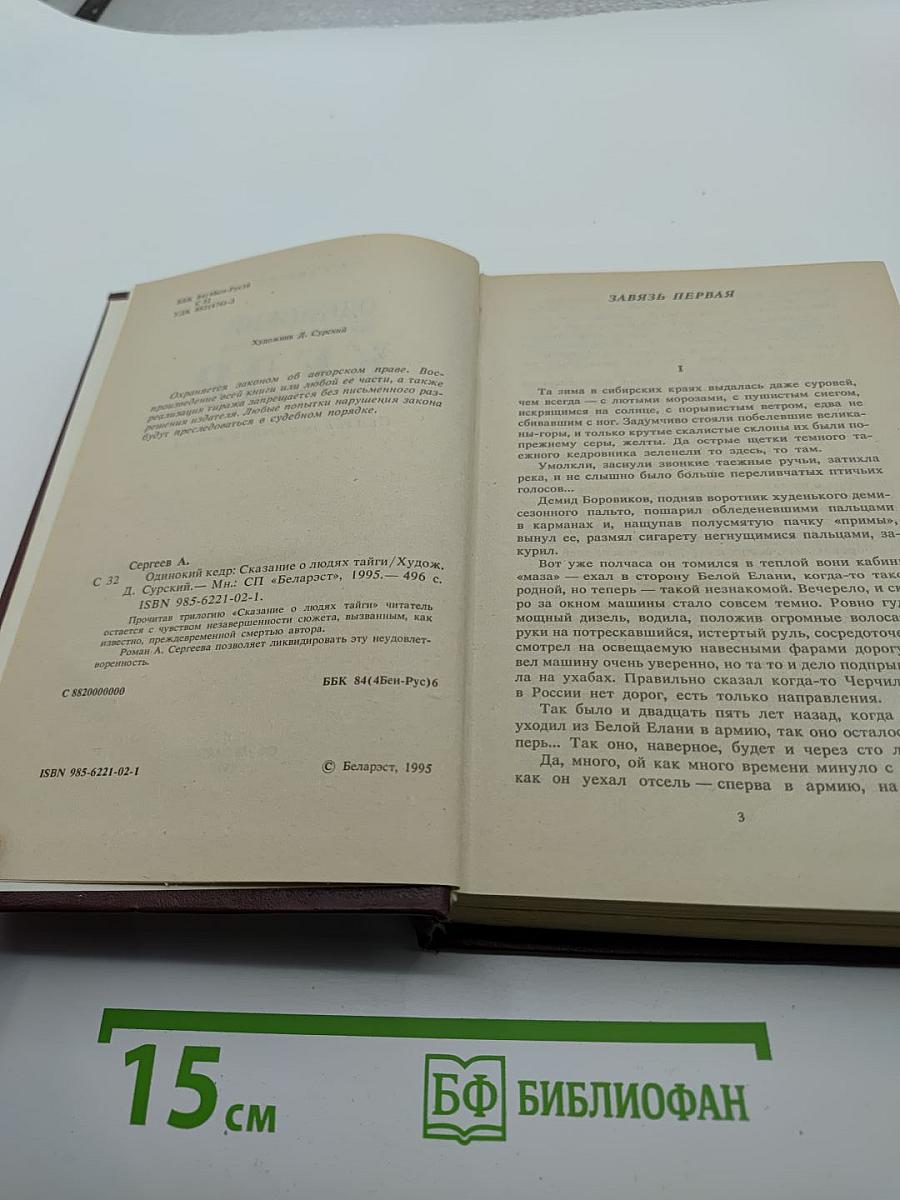 ББК 84(4Беи-Рус)6
С 32
УДК
Художник Д. Сурский
Охраняется законом об авторском праве. Вос-
произведение всей книги или любой ее части, а также
реализация тиража запрещается без письменного раз-
решения издателя. Любые попытки нарушения закона
будут преследоваться в судебном порядке.
Сергеев А.
С 32 Одинокий кедр: Сказание о людях тайги/Худож.
Д. Сурский.— Мн.: СП «Беларэст», 1995.— 496 с.
ISBN 985-6221-02-1.
Прочитав трилогию «Сказание о людях тайги» читатель
остается с чувством незавершенности сюжета, вызванным, как
известно, преждевременной смертью автора.
Роман А. Сергеева позволяет ликвидировать эту неудовлет-
воренность.
С 8820000000 ББК 84(4Беи-Рус)6
ISBN 985-6221-02-1 © Беларэст, 1995
ЗАВЯЗЬ ПЕРВАЯ
I
Та зима в сибирских краях выдалась даже суровей,
чем всегда — с лютыми морозами, с пушистым снегом,
искрящимся на солнце, с порывистым ветром, едва не
сбивавшим с ног. Задумчиво стояли побелевшие велика-
ны-горы, и только крутые скалистые склоны их были по-
прежнему серы, желты. Да острые щетки темного та-
ежного кедровника зеленели то здесь, то там.
Умолкли, заснули звонкие таежные ручьи, затихла
река, и не слышно было больше переливчатых птичьих
голосов...
Демид Боровиков, подняв воротник худенького деми-
сезонного пальто, пошарил обледеневшими пальцами
в карманах и, нащупав полусмятую пачку «примы»,
вынул ее, размял сигарету негнущимися пальцами, за-
курил.
Вот уже полчаса он томился в теплой вони кабин
«маза» — ехал в сторону Белой Елани, когда-то тако
родной, но теперь — такой незнакомой. Вечерело, и ск
ро за окном машины стало совсем темно. Ровно гуд
мощный дизель, водила, положив огромные волоса
руки на потрескавшийся, истертый руль, сосредоточе
смотрел на освещаемую навесными фарами дорогу
вел машину очень уверенно, но та то и дело подпрыг
ла на ухабах. Правильно сказал когда-то Черчил
в России нет дорог, есть только направления.
Так было и двадцать пять лет назад, когда
уходил из Белой Елани в армию, так оно осталос
перь... Так оно, наверное, будет и через сто л
Да, много, ой как много времени минуло с
как он уехал отсель — сперва в армию, на
3
15 см
БФ БИБЛИОФАН